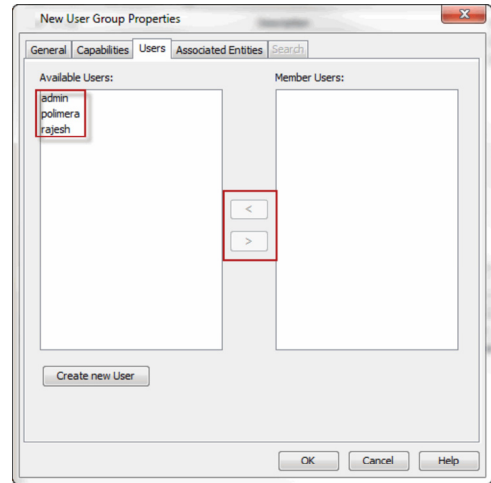 New User Group Properties
General Capabilities Users Associated Entities Search
Available Users: Member Users:
admin
polimera
rajesh
<
>
Create new User
OK Cancel Help